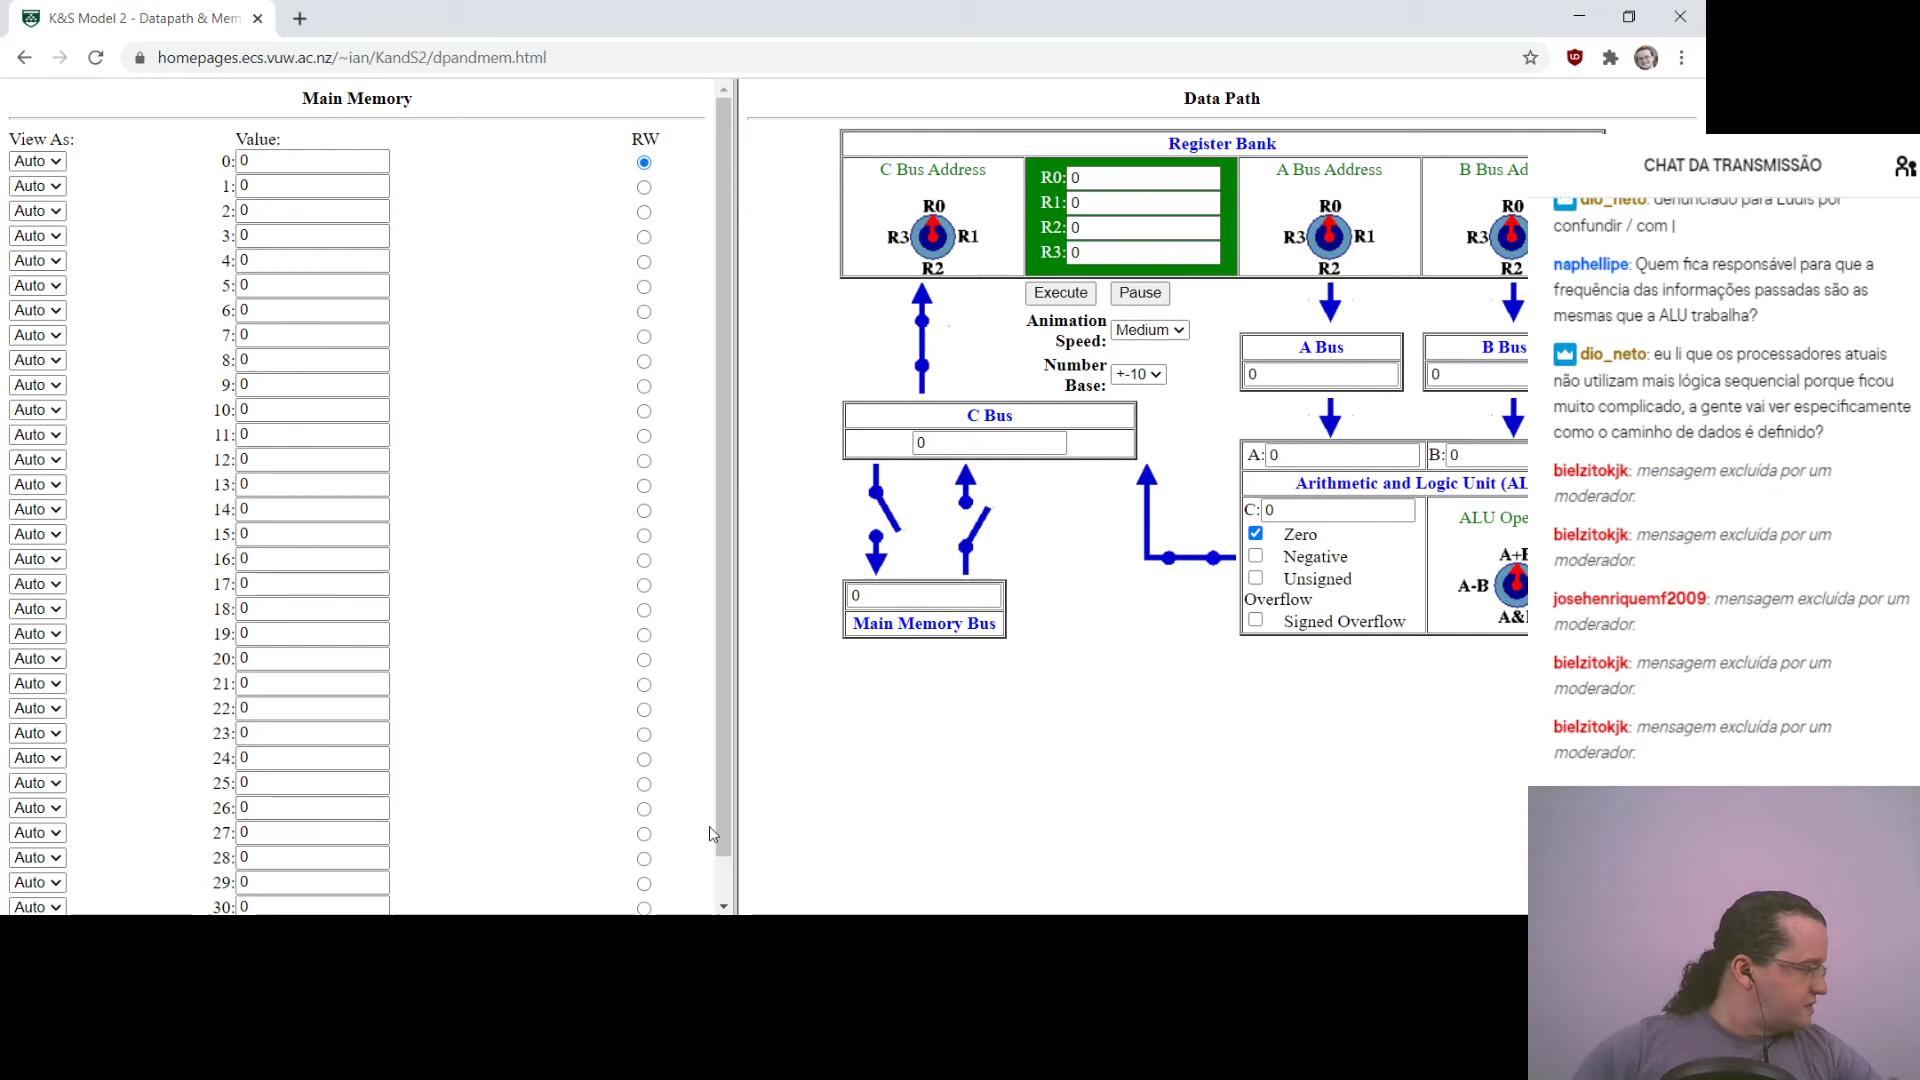 K&S Model 2 - Datapath & Mem
homepages.ecs.vuw.ac.nz/~ian/KandS2/dpandmem.html
Main Memory
View As: Value: RW
Auto 0: 0
Auto 1: 0
Auto 2: 0
Auto 3: 0
Auto 4: 0
Auto 5: 0
Auto 6: 0
Auto 7: 0
Auto 8: 0
Auto 9: 0
Auto 10: 0
Auto 11: 0
Auto 12: 0
Auto 13: 0
Auto 14: 0
Auto 15: 0
Auto 16: 0
Auto 17: 0
Auto 18: 0
Auto 19: 0
Auto 20: 0
Auto 21: 0
Auto 22: 0
Auto 23: 0
Auto 24: 0
Auto 25: 0
Auto 26: 0
Auto 27: 0
Auto 28: 0
Auto 29: 0
Auto 30: 0
Data Path
Register Bank
C Bus Address
R0
R3 R1
R2
R0: 0
R1: 0
R2: 0
R3: 0
A Bus Address
R0
R3 R1
R2
B Bus Ad
R0
R3
R2
Execute Pause
Animation Speed: Medium
Number Base: +-10
A Bus
0
B Bus
0
C Bus
0
A: 0 B: 0
Arithmetic and Logic Unit (AL
C: 0
Zero
Negative
Unsigned
Overflow
Signed Overflow
ALU Ope
A+B
A-B
A&
0
Main Memory Bus
CHAT DA TRANSMISSÃO
dio_neto: denunciado para Ludis por
confundir / com |
naphellipe: Quem fica responsável para que a
frequência das informações passadas são as
mesmas que a ALU trabalha?
dio_neto: eu li que os processadores atuais
não utilizam mais lógica sequencial porque ficou
muito complicado, a gente vai ver especificamente
como o caminho de dados é definido?
bielzitokjk: mensagem excluída por um
moderador.
bielzitokjk: mensagem excluída por um
moderador.
josehenriquemf2009: mensagem excluída por um
moderador.
bielzitokjk: mensagem excluída por um
moderador.
bielzitokjk: mensagem excluída por um
moderador.